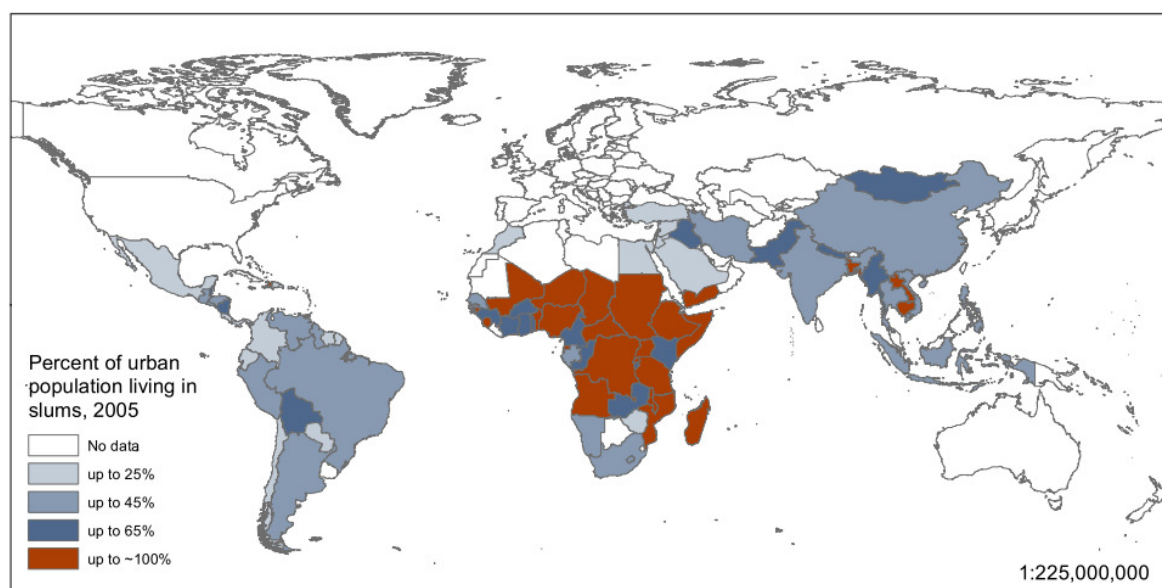 Percent of urban
population living in
slums, 2005
No data
up to 25%
up to 45%
up to 65%
up to ~100%
1:225,000,000